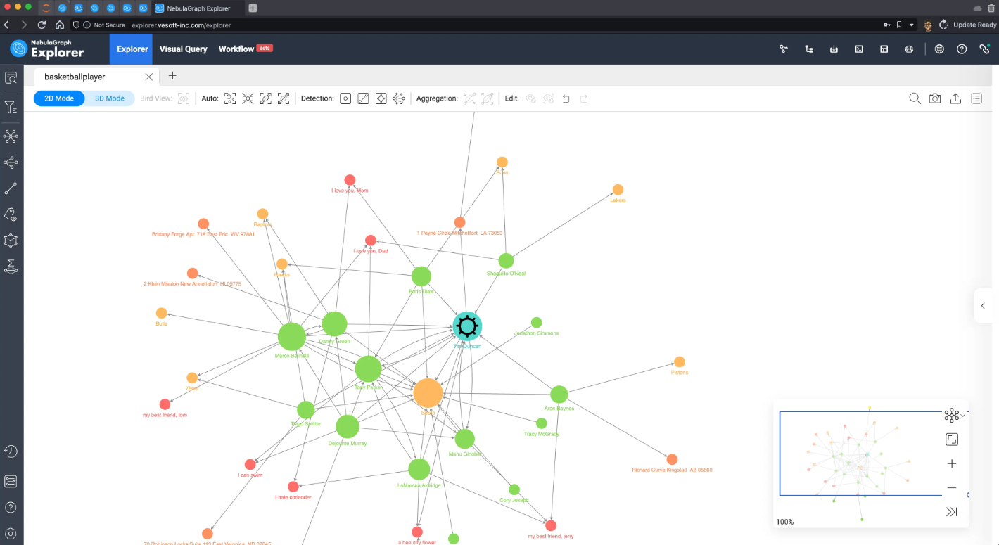 NebulaGraph Explorer
Not Secure
explorer.vesoft-inc.com/explorer
Update Ready
NebulaGraph
Explorer
Explorer
Visual Query
Workflow
Beta
basketballplayer
2D Mode
3D Mode
Bird View:
Auto:
Detection:
Aggregation:
Edit:
Suns
I love you, Mom
Lakers
Raptors
Brittany Forge Apt. 718 East Eric WV 97881
1 Payne Circle Mitchellfort LA 73053
I love you, Dad
Hawks
Shaquille O'Neal
2 Klein Mission New Annetteton HI 05775
Boris Diaw
Bulls
Jonathon Simmons
Danny Green
Tim Duncan
Marco Belinelli
Pistons
76ers
Tony Parker
Aron Baynes
Spurs
my best friend, tom
Tiago Splitter
Tracy McGrady
Dejounte Murray
Manu Ginobili
Richard Curve Kingstad AZ 05660
I can swim
LaMarcus Aldridge
I hate coriander
Cory Joseph
my best friend, jerry
a beautify flower
70 Robinson Locks Suite 113 East Veronica ND 87845
100%